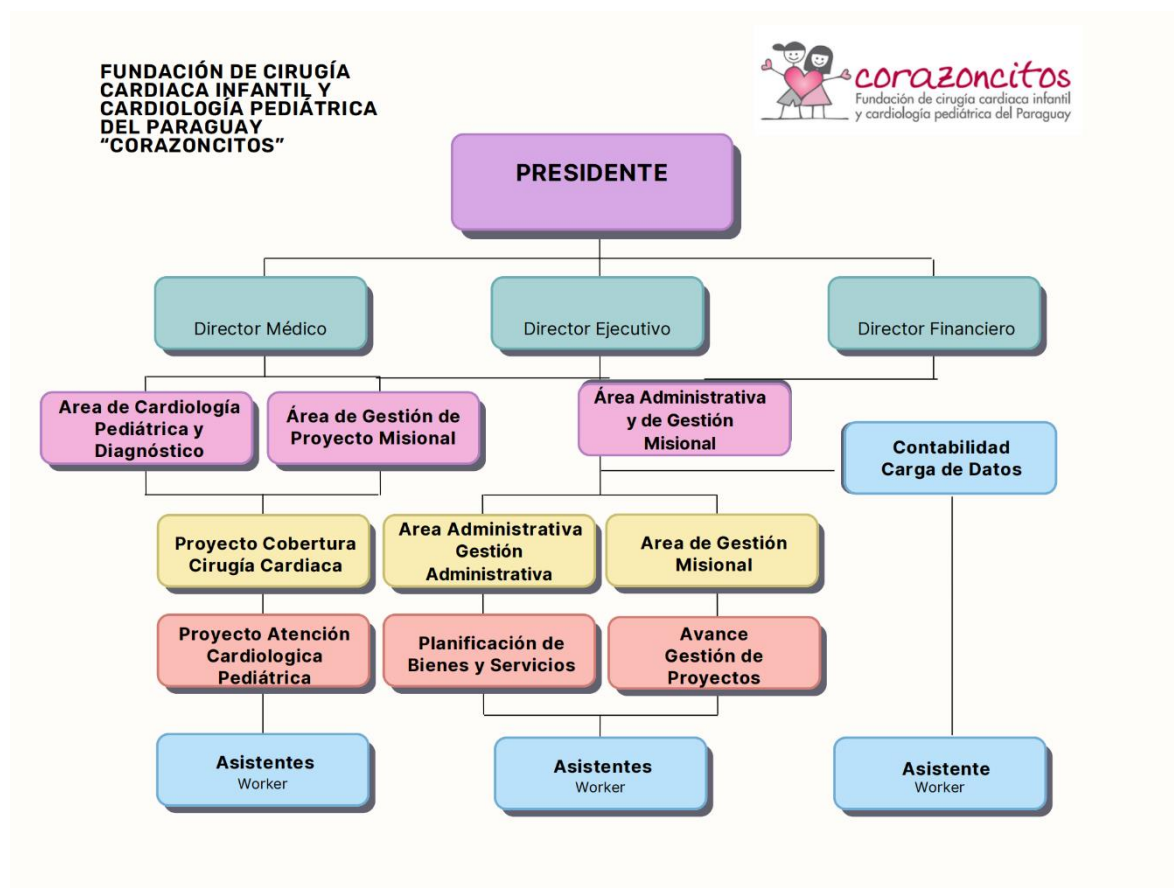 FUNDACIÓN DE CIRUGÍA
CARDIACA INFANTIL Y
CARDIOLOGÍA PEDIÁTRICA
DEL PARAGUAY
“CORAZONCITOS”
corazoncitos
Fundación de cirugía cardiaca infantil
y cardiología pediátrica del Paraguay
PRESIDENTE
Director Médico
Director Ejecutivo
Director Financiero
Area de Cardiología
Pediátrica y
Diagnóstico
Área de Gestión de
Proyecto Misional
Área Administrativa
y de Gestión
Misional
Contabilidad
Carga de Datos
Proyecto Cobertura
Cirugía Cardiaca
Area Administrativa
Gestión
Administrativa
Area de Gestión
Misional
Proyecto Atención
Cardiologica
Pediátrica
Planificación de
Bienes y Servicios
Avance
Gestión de
Proyectos
Asistentes
Worker
Asistentes
Worker
Asistente
Worker